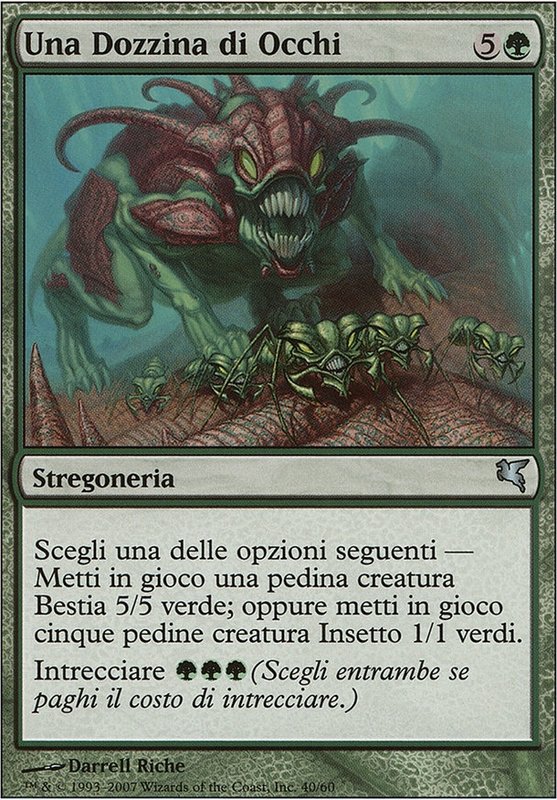 Una Dozzina di Occhi
5
Stregoneria
Scegli una delle opzioni seguenti —
Metti in gioco una pedina creatura
Bestia 5/5 verde; oppure metti in gioco
cinque pedine creatura Insetto 1/1 verdi.
Intrecciare (Scegli entrambe se
paghi il costo di intrecciare.)
Darrell Riche
™ & © 1993–2007 Wizards of the Coast, Inc. 40/60